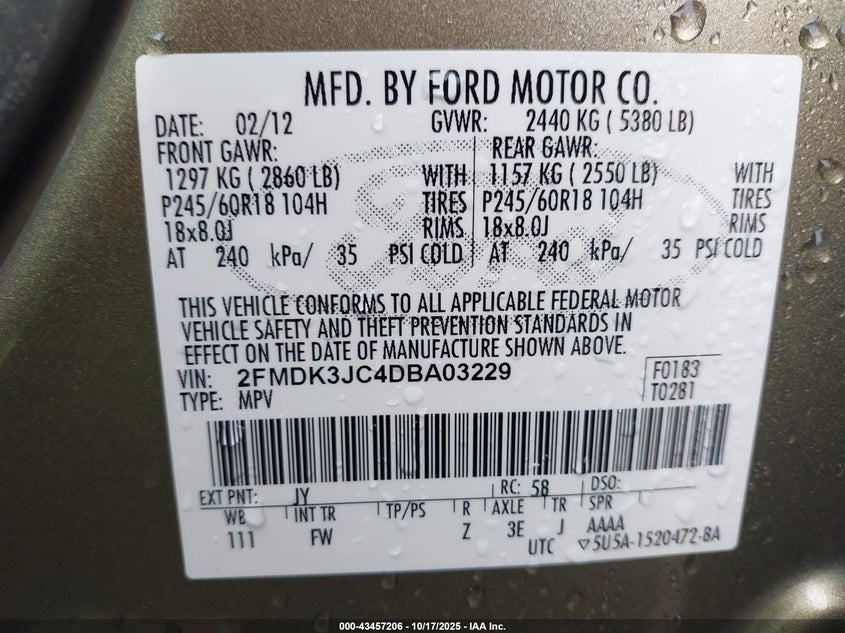 MFD. BY FORD MOTOR CO.
DATE: 02/12 GVWR: 2440 KG ( 5380 LB)
FRONT GAWR: REAR GAWR:
1297 KG ( 2860 LB) WITH 1157 KG ( 2550 LB) WITH
P245/60R18 104H TIRES P245/60R18 104H TIRES
18x8.0J RIMS 18x8.0J RIMS
AT 240 kPa/ 35 PSI COLD AT 240 kPa/ 35 PSI COLD
THIS VEHICLE CONFORMS TO ALL APPLICABLE FEDERAL MOTOR
VEHICLE SAFETY AND THEFT PREVENTION STANDARDS IN
EFFECT ON THE DATE OF MANUFACTURE SHOWN ABOVE.
VIN: 2FMDK3JC4DBA03229 F0183
TYPE: MPV T0281
EXT PNT: JY RC: 58 DSO:
WB INT TR TP/PS R AXLE TR SPR
111 FW Z 3E J AAAA
UTC ▽5U5A-1520472-BA
000-43457206 - 10/17/2025 - IAA Inc.